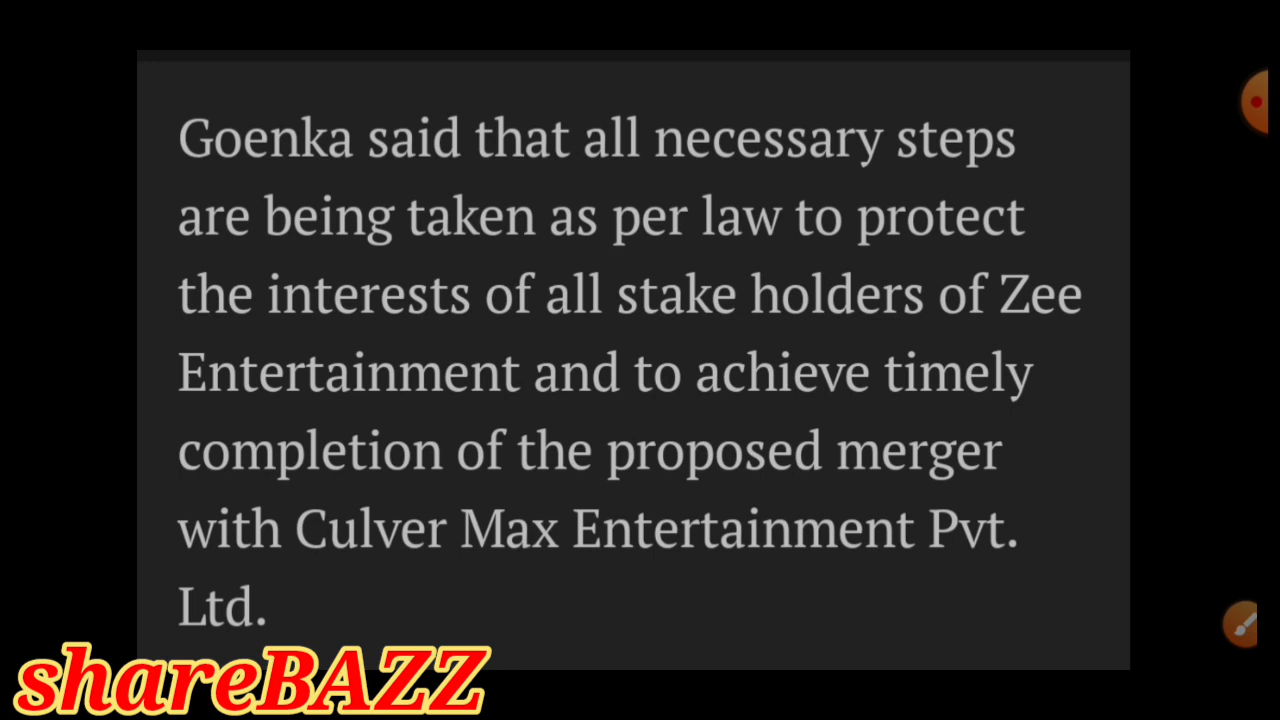 Goenka said that all necessary steps
are being taken as per law to protect
the interests of all stake holders of Zee
Entertainment and to achieve timely
completion of the proposed merger
with Culver Max Entertainment Pvt.
Ltd.
shareBAZZ